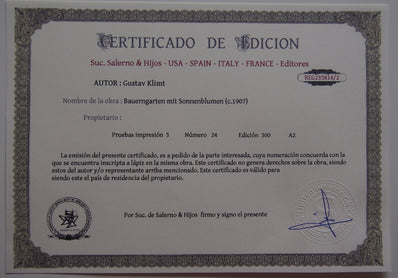 CERTIFICADO DE EDICION
Suc. Salerno & Hijos - USA - SPAIN - ITALY - FRANCE - Editores
REG255814/2
AUTOR : Gustav Klimt
Nombre de la obra : Bauerngarten mit Sonnenblumen (c.1907)
Propietario :
Pruebas impresión 3 Número 24 Edición 300 A2
La emisión del presente certificado, es a pedido de la parte interesada, cuya numeración concuerda con la
que se encuentra inscripta a lápiz en la misma obra. Este certificado no genera derechos sobre la obra, siendo
estos del autor y/o representante arriba mencionado. Este certificado es válido para
siendo este el país de residencia del propietario.
Por Suc. de Salerno & Hijos firmo y signo el presente